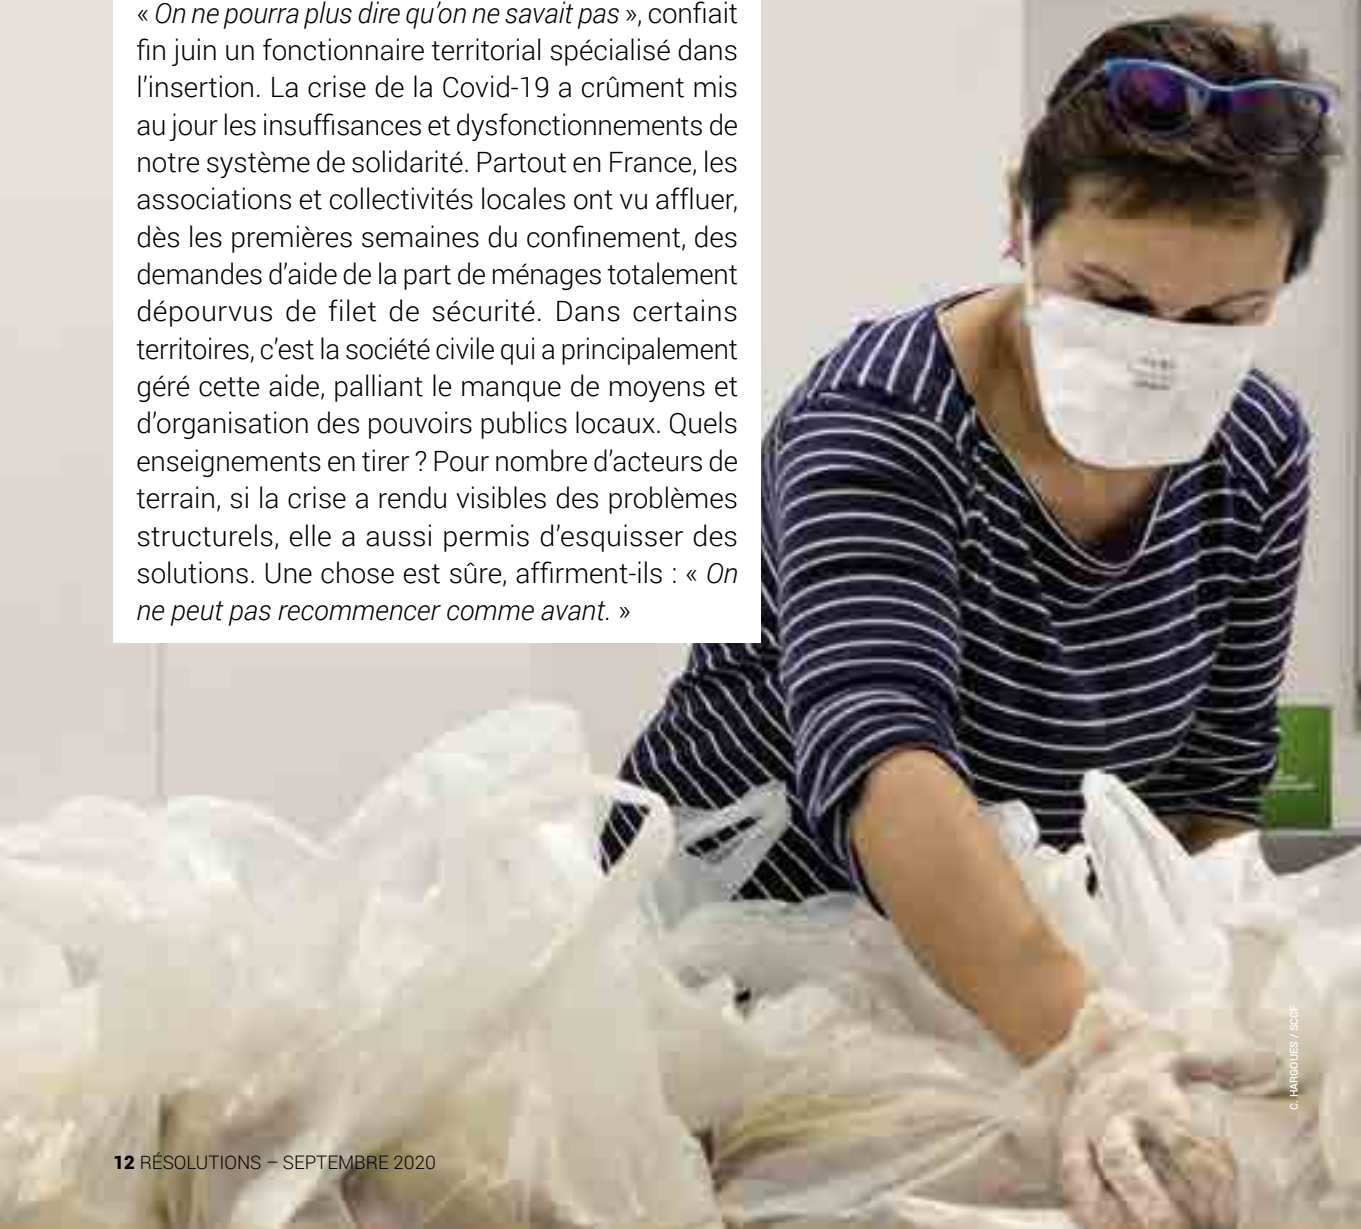 « On ne pourra plus dire qu'on ne savait pas », confiait
fin juin un fonctionnaire territorial spécialisé dans
l'insertion. La crise de la Covid-19 a crûment mis
au jour les insuffisances et dysfonctionnements de
notre système de solidarité. Partout en France, les
associations et collectivités locales ont vu affluer,
dès les premières semaines du confinement, des
demandes d'aide de la part de ménages totalement
dépourvus de filet de sécurité. Dans certains
territoires, c'est la société civile qui a principalement
géré cette aide, palliant le manque de moyens et
d'organisation des pouvoirs publics locaux. Quels
enseignements en tirer ? Pour nombre d'acteurs de
terrain, si la crise a rendu visibles des problèmes
structurels, elle a aussi permis d'esquisser des
solutions. Une chose est sûre, affirment-ils : « On
ne peut pas recommencer comme avant. »
C. HARGOUES / SCCF
12 RÉSOLUTIONS – SEPTEMBRE 2020